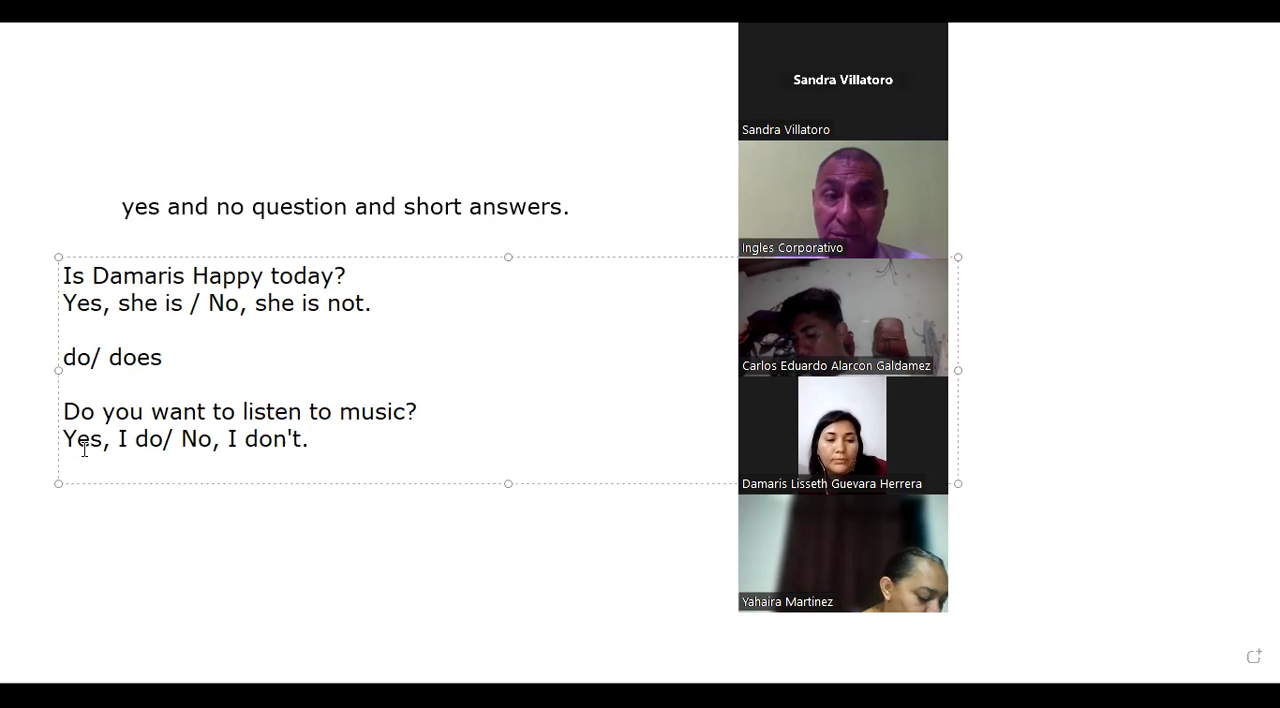 Sandra Villatoro
Sandra Villatoro
yes and no question and short answers.
Ingles Corporativo
Is Damaris Happy today?
Yes, she is / No, she is not.
do/ does
Carlos Eduardo Alarcon Galdamez
Do you want to listen to music?
Yes, I do/ No, I don't.
Damaris Lisseth Guevara Herrera
Yahaira Martinez